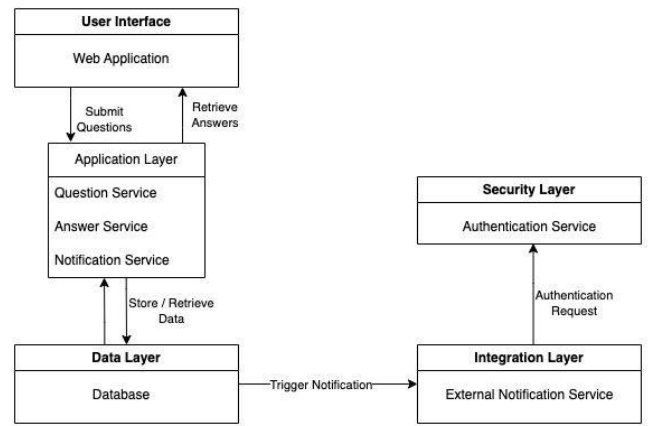 User Interface
Web Application
Submit
Questions
Retrieve
Answers
Application Layer
Question Service
Answer Service
Notification Service
Store / Retrieve
Data
Data Layer
Database
Trigger Notification
Security Layer
Authentication Service
Authentication
Request
Integration Layer
External Notification Service